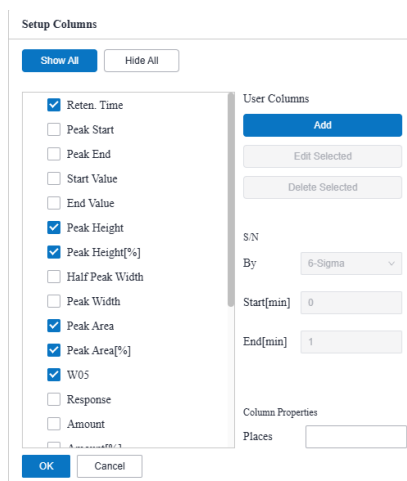 Setup Columns
Show All Hide All
Reten. Time
Peak Start
Peak End
Start Value
End Value
Peak Height
Peak Height[%]
Half Peak Width
Peak Width
Peak Area
Peak Area[%]
W05
Response
Amount
User Columns
Add
Edit Selected
Delete Selected
S/N
By 6-Sigma
Start[min] 0
End[min] 1
Column Properties
Places
OK Cancel